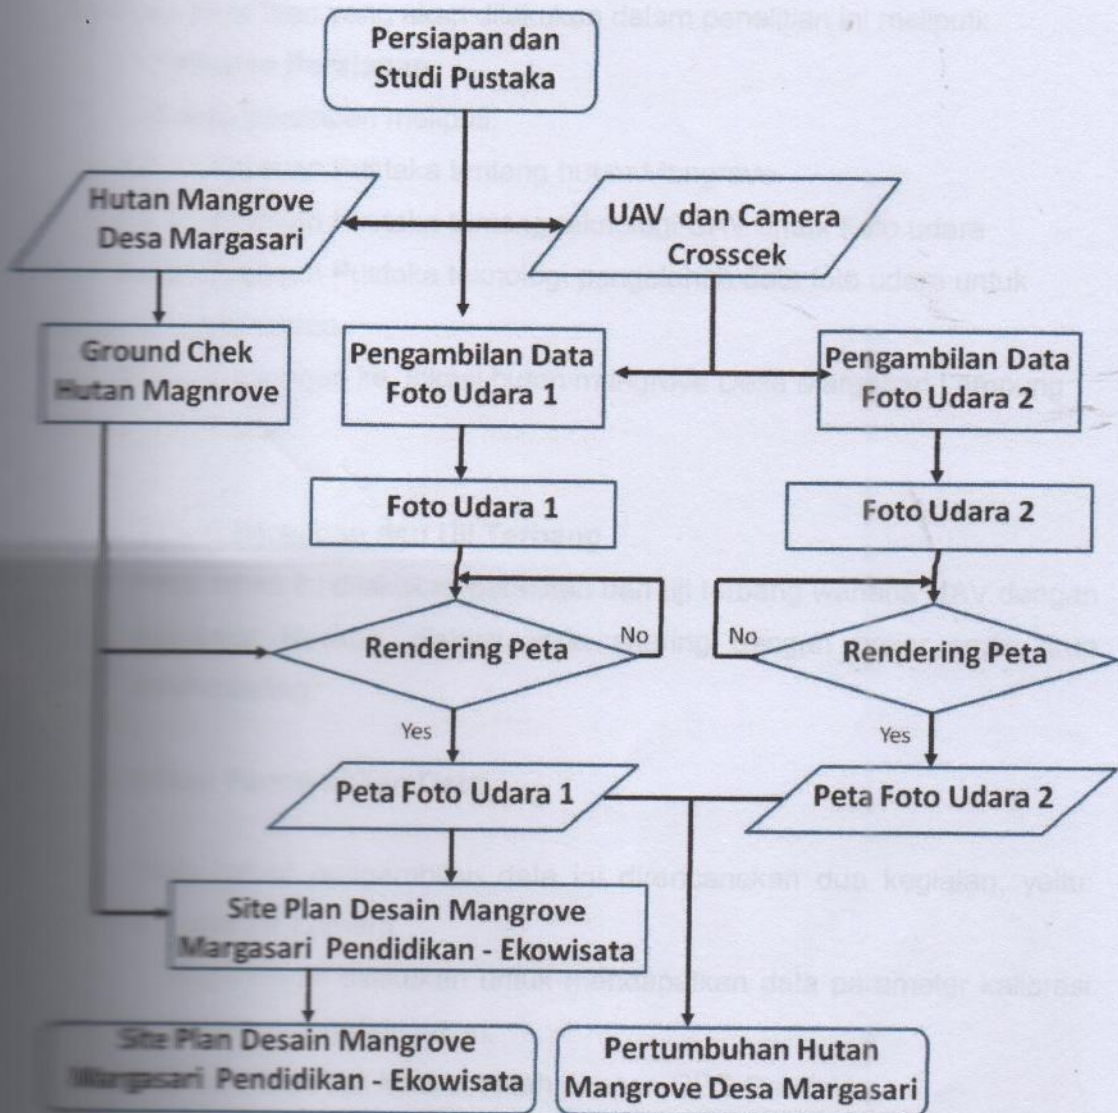 Persiapan dan
Studi Pustaka
Hutan Mangrove
Desa Margasari
UAV dan Camera
Crosscek
Ground Chek
Hutan Magnrove
Pengambilan Data
Foto Udara 1
Pengambilan Data
Foto Udara 2
Foto Udara 1
Foto Udara 2
Rendering Peta
No
No
Rendering Peta
Yes
Yes
Peta Foto Udara 1
Peta Foto Udara 2
Site Plan Desain Mangrove
Margasari Pendidikan - Ekowisata
Site Plan Desain Mangrove
Margasari Pendidikan - Ekowisata
Pertumbuhan Hutan
Mangrove Desa Margasari